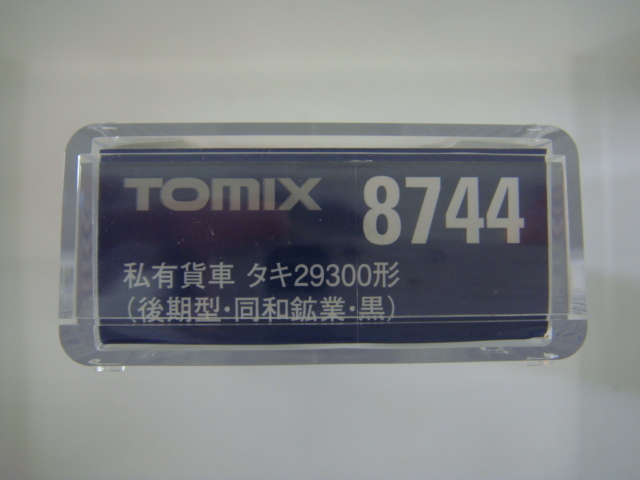 TOMIX 8744
私有貨車 タキ29300形
(後期型・同和鉱業・黒)